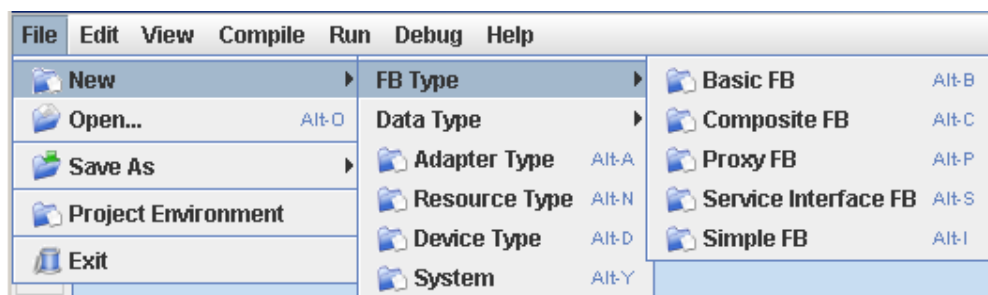 File Edit View Compile Run Debug Help
New
Open... Alt-O
Save As
Project Environment
Exit
FB Type
Data Type
Adapter Type Alt-A
Resource Type Alt-N
Device Type Alt-D
System Alt-Y
Basic FB Alt-B
Composite FB Alt-C
Proxy FB Alt-P
Service Interface FB Alt-S
Simple FB Alt-I